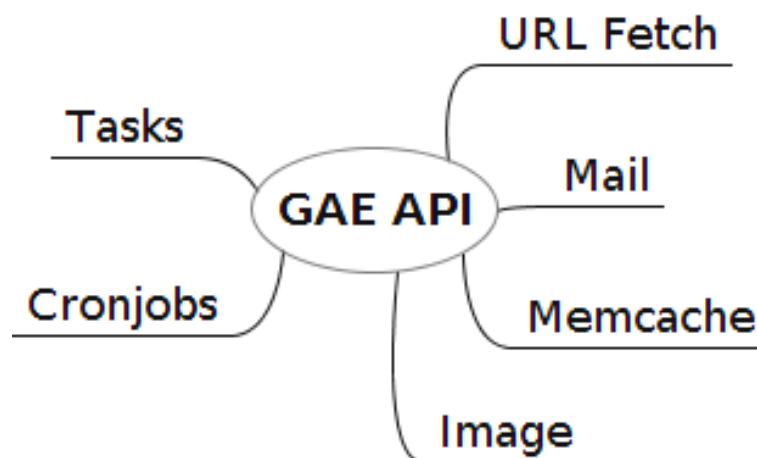 URL Fetch
Tasks
Mail
GAE API
Cronjobs
Memcache
Image